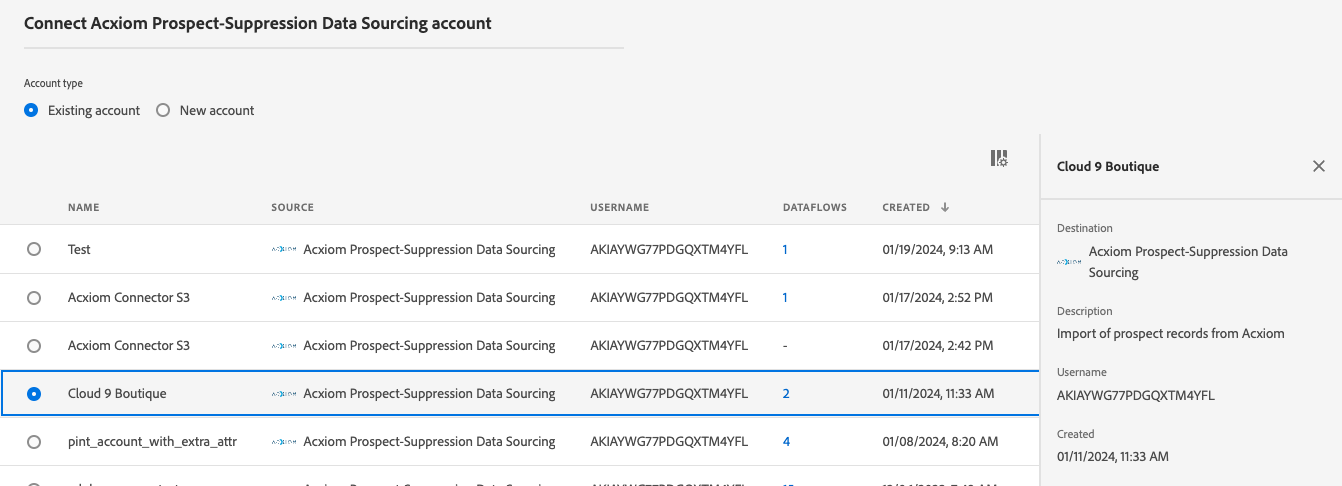 Connect Acxiom Prospect-Suppression Data Sourcing account
Account type
Existing account New account
NAME SOURCE USERNAME DATAFLOWS CREATED
Test ACXIOM Acxiom Prospect-Suppression Data Sourcing AKIAYWG77PDGQXTM4YFL 1 01/19/2024, 9:13 AM
Acxiom Connector S3 ACXIOM Acxiom Prospect-Suppression Data Sourcing AKIAYWG77PDGQXTM4YFL 1 01/17/2024, 2:52 PM
Acxiom Connector S3 ACXIOM Acxiom Prospect-Suppression Data Sourcing AKIAYWG77PDGQXTM4YFL - 01/17/2024, 2:42 PM
Cloud 9 Boutique ACXIOM Acxiom Prospect-Suppression Data Sourcing AKIAYWG77PDGQXTM4YFL 2 01/11/2024, 11:33 AM
pint_account_with_extra_attr ACXIOM Acxiom Prospect-Suppression Data Sourcing AKIAYWG77PDGQXTM4YFL 4 01/08/2024, 8:20 AM
Cloud 9 Boutique
Destination
ACXIOM Acxiom Prospect-Suppression Data
Sourcing
Description
Import of prospect records from Acxiom
Username
AKIAYWG77PDGQXTM4YFL
Created
01/11/2024, 11:33 AM